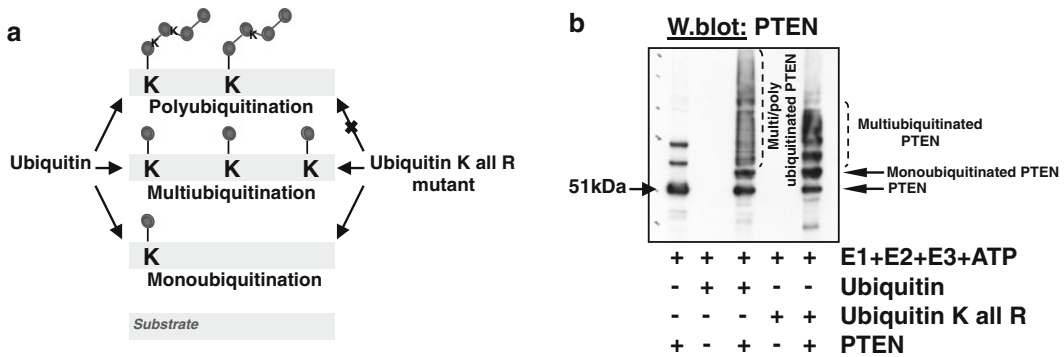 a
K
K
K
K
K
Polyubiquitination
Ubiquitin
K
K
K
Ubiquitin K all R
mutant
Multiubiquitination
K
Monoubiquitination
Substrate
b
W.blot: PTEN
51kDa
Multi/poly
ubiquitinated PTEN
Multiubiquitinated
PTEN
Monoubiquitinated PTEN
PTEN
+ + + + + E1+E2+E3+ATP
- + + - - Ubiquitin
- - - + + Ubiquitin K all R
+ - + - + PTEN